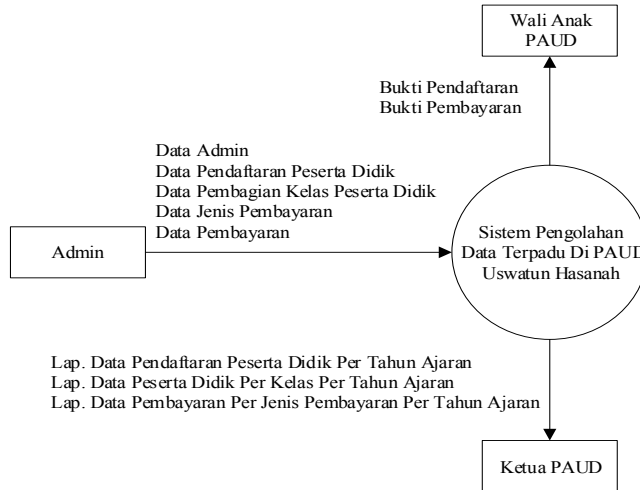 Wali Anak
PAUD
Bukti Pendaftaran
Bukti Pembayaran
Data Admin
Data Pendaftaran Peserta Didik
Data Pembagian Kelas Peserta Didik
Data Jenis Pembayaran
Data Pembayaran
Admin
Sistem Pengolahan
Data Terpadu Di PAUD
Uswatun Hasanah
Lap. Data Pendaftaran Peserta Didik Per Tahun Ajaran
Lap. Data Peserta Didik Per Kelas Per Tahun Ajaran
Lap. Data Pembayaran Per Jenis Pembayaran Per Tahun Ajaran
Ketua PAUD